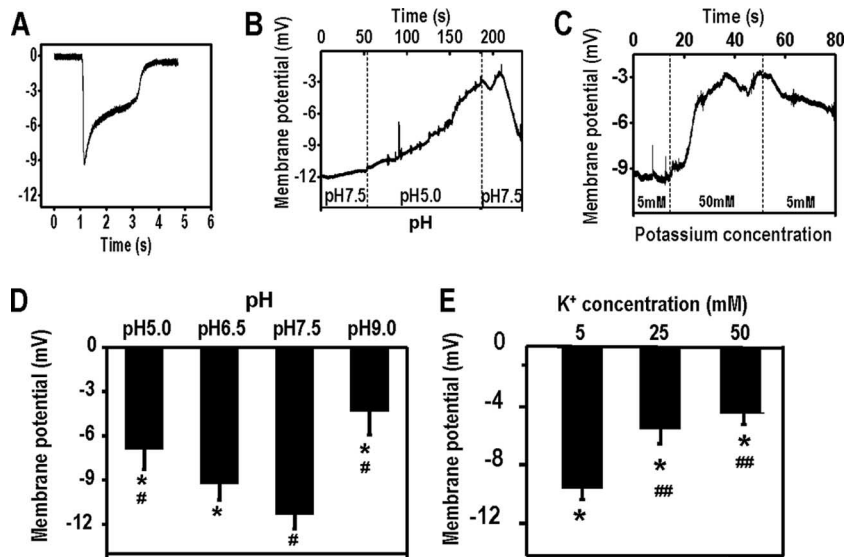 A
0
-3
-6
-9
-12
0 1 2 3 4 5 6
Time (s)
B
Time (s)
0 50 100 150 200
Membrane potential (mV)
-3
-6
-9
-12
pH7.5 pH5.0 pH7.5
pH
C
Time (s)
0 20 40 60 80
Membrane potential (mV)
-3
-6
-9
5mM 50mM 5mM
Potassium concentration
D
pH
pH5.0 pH6.5 pH7.5 pH9.0
Membrane potential (mV)
0
-3
-6
-9
-12
* * # *
# #
E
K⁺ concentration (mM)
5 25 50
Membrane potential (mV)
0
-4
-8
-12
* * *
## ##